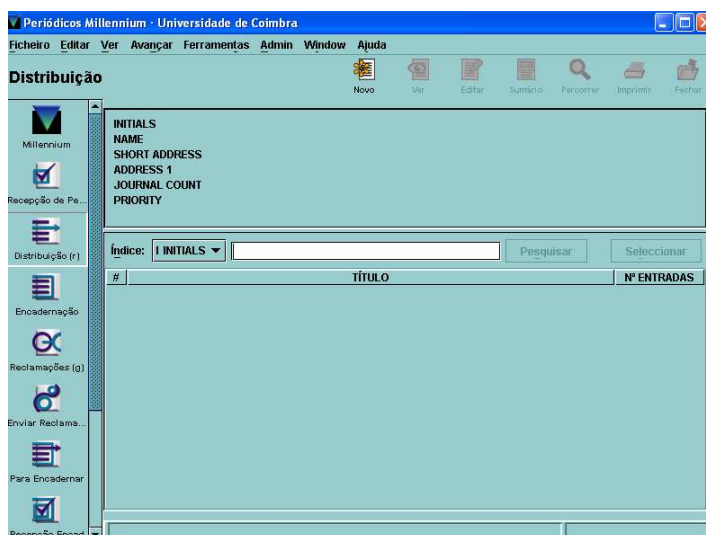 Periódicos Millennium · Universidade de Coimbra
Ficheiro Editar Ver Avançar Ferramentas Admin Window Ajuda
Distribuição
Novo Ver Editar Sumário Percorrer Imprimir Fechar
Millennium
Recepção de Pe...
Distribuição (r)
Encadernação
Reclamações (g)
Enviar Reclama...
Para Encadernar
Recepção Encad
INITIALS
NAME
SHORT ADDRESS
ADDRESS 1
JOURNAL COUNT
PRIORITY
Índice: I INITIALS Pesquisar Seleccionar
# TÍTULO Nº ENTRADAS